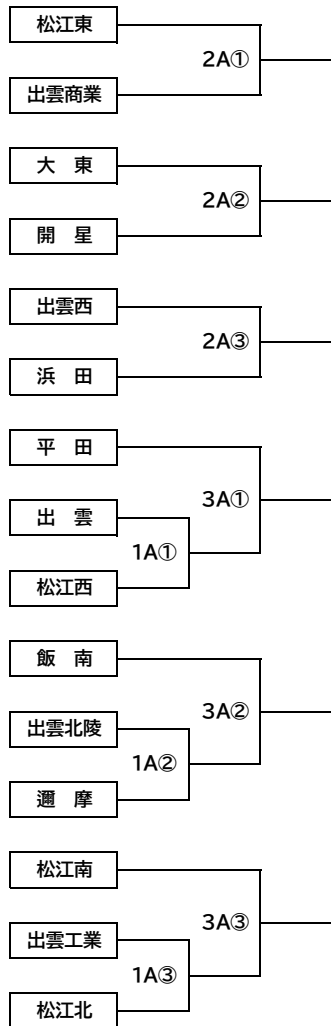 松江東
2A①
出雲商業
大　東
2A②
開　星
出雲西
2A③
浜　田
平　田
3A①
出　雲
1A①
松江西
飯　南
3A②
出雲北陵
1A②
邇　摩
松江南
3A③
出雲工業
1A③
松江北